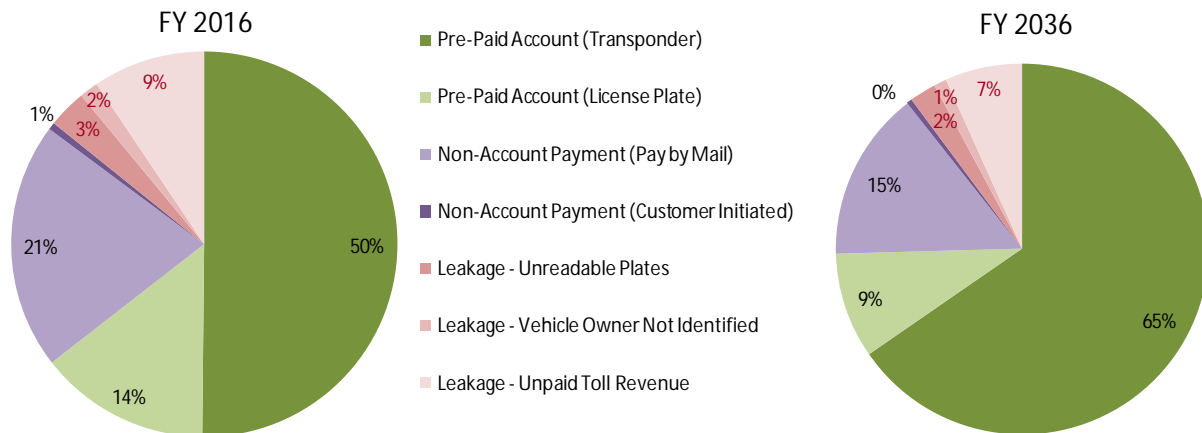 FY 2016
50%
14%
21%
1%
3%
2%
9%
Pre-Paid Account (Transponder)
Pre-Paid Account (License Plate)
Non-Account Payment (Pay by Mail)
Non-Account Payment (Customer Initiated)
Leakage - Unreadable Plates
Leakage - Vehicle Owner Not Identified
Leakage - Unpaid Toll Revenue
FY 2036
65%
9%
15%
0%
2%
1%
7%